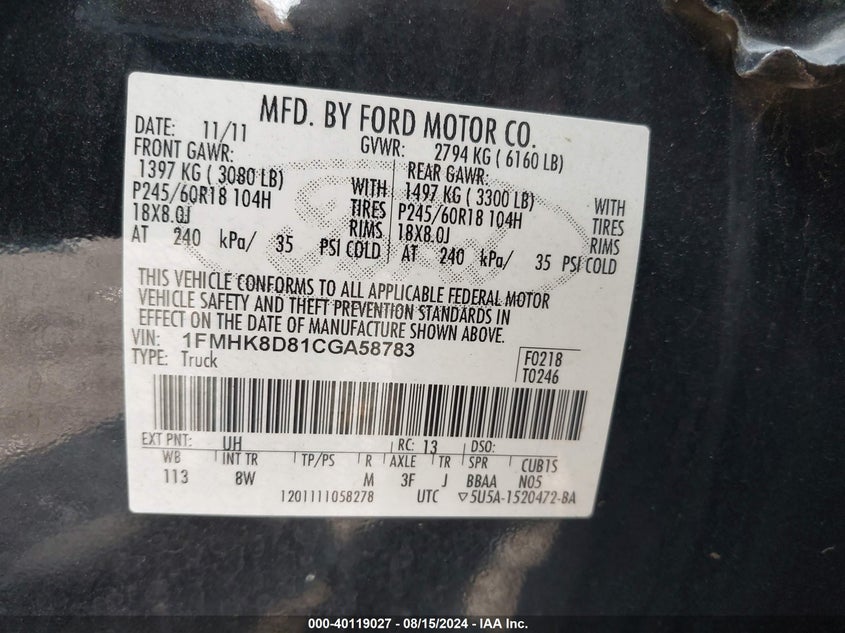 MFD. BY FORD MOTOR CO.
DATE: 11/11 GVWR: 2794 KG ( 6160 LB)
FRONT GAWR: REAR GAWR:
1397 KG ( 3080 LB) WITH 1497 KG ( 3300 LB) WITH
P245/60R18 104H TIRES P245/60R18 104H TIRES
18X8.0J RIMS 18X8.0J RIMS
AT 240 kPa/ 35 PSI COLD AT 240 kPa/ 35 PSI COLD
THIS VEHICLE CONFORMS TO ALL APPLICABLE FEDERAL MOTOR
VEHICLE SAFETY AND THEFT PREVENTION STANDARDS IN
EFFECT ON THE DATE OF MANUFACTURE SHOWN ABOVE.
VIN: 1FMHK8D81CGA58783 F0218
TYPE: Truck T0246
EXT PNT: UH RC: 13 DSO:
WB INT TR TP/PS R AXLE TR SPR CUB1S
113 8W M 3F J BBAA N05
1201111058278 UTC ▽5U5A-1520472-BA
000-40119027 - 08/15/2024 - IAA Inc.